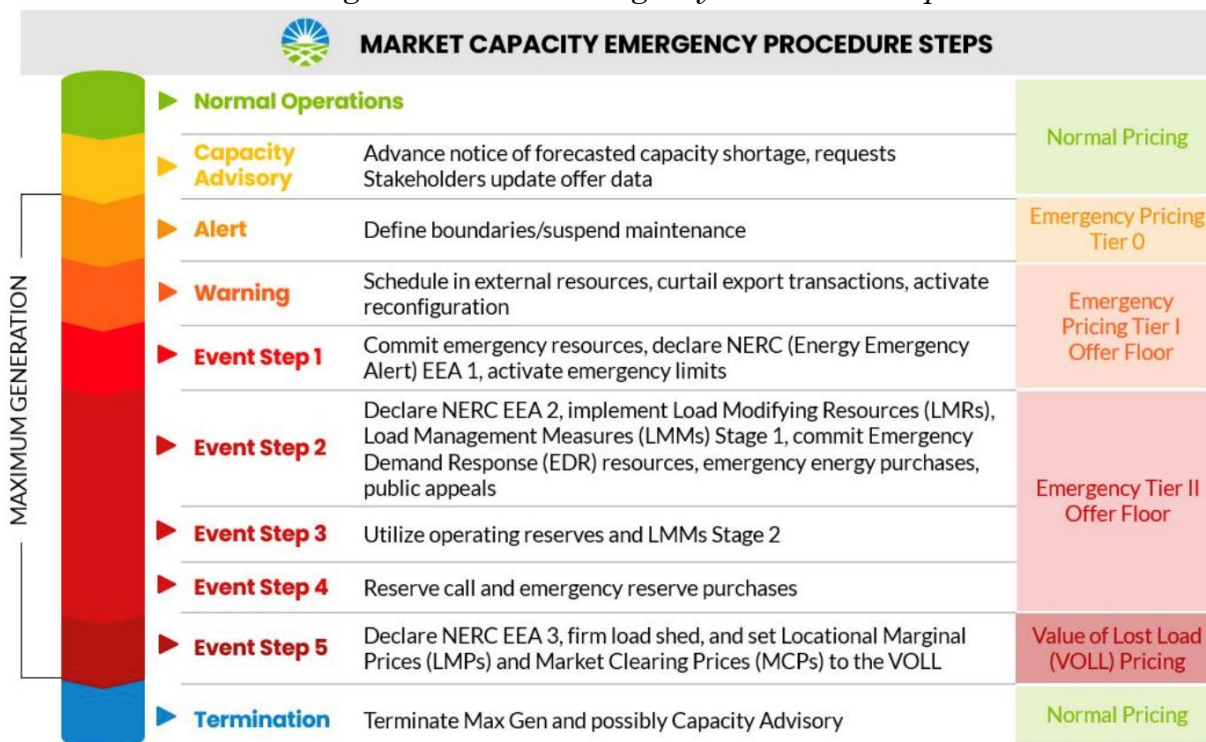 MARKET CAPACITY EMERGENCY PROCEDURE STEPS
Normal Operations
Normal Pricing
Capacity
Advisory
Advance notice of forecasted capacity shortage, requests
Stakeholders update offer data
Alert
Define boundaries/suspend maintenance
Emergency Pricing
Tier 0
Warning
Schedule in external resources, curtail export transactions, activate
reconfiguration
Emergency
Pricing Tier I
Offer Floor
Event Step 1
Commit emergency resources, declare NERC (Energy Emergency
Alert) EEA 1, activate emergency limits
Event Step 2
Declare NERC EEA 2, implement Load Modifying Resources (LMRs),
Load Management Measures (LMMs) Stage 1, commit Emergency
Demand Response (EDR) resources, emergency energy purchases,
public appeals
Emergency Tier II
Offer Floor
Event Step 3
Utilize operating reserves and LMMs Stage 2
Event Step 4
Reserve call and emergency reserve purchases
Event Step 5
Declare NERC EEA 3, firm load shed, and set Locational Marginal
Prices (LMPs) and Market Clearing Prices (MCPs) to the VOLL
Value of Lost Load
(VOLL) Pricing
Termination
Terminate Max Gen and possibly Capacity Advisory
Normal Pricing
MAXIMUM GENERATION